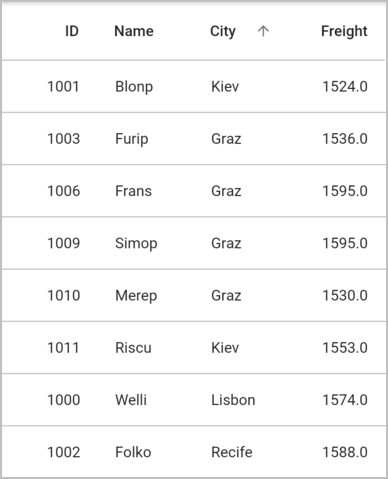 ID Name City ↑ Freight
1001 Blonp Kiev 1524.0
1003 Furip Graz 1536.0
1006 Frans Graz 1595.0
1009 Simop Graz 1595.0
1010 Merep Graz 1530.0
1011 Riscu Kiev 1553.0
1000 Welli Lisbon 1574.0
1002 Folko Recife 1588.0